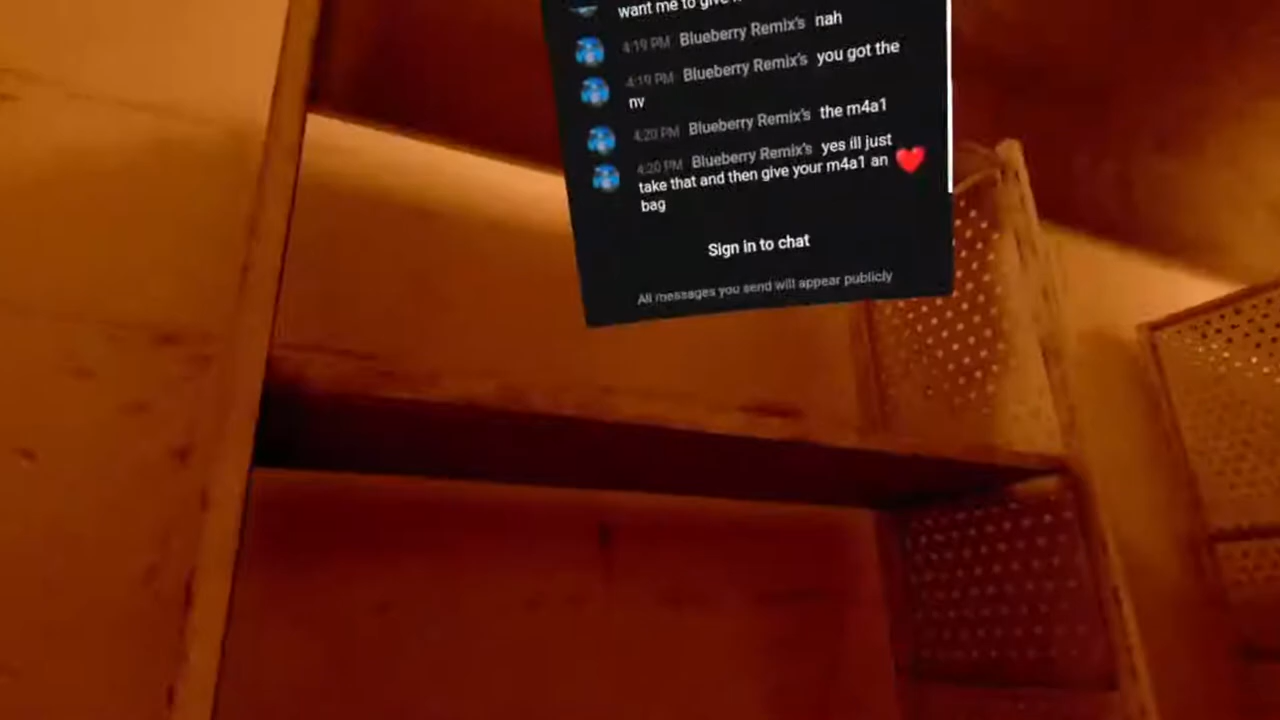 want me to give
4:19 PM Blueberry Remix's nah
4:19 PM Blueberry Remix's you got the
nv
4:20 PM Blueberry Remix's the m4a1
4:20 PM Blueberry Remix's yes ill just
take that and then give your m4a1 an
bag
Sign in to chat
All messages you send will appear publicly